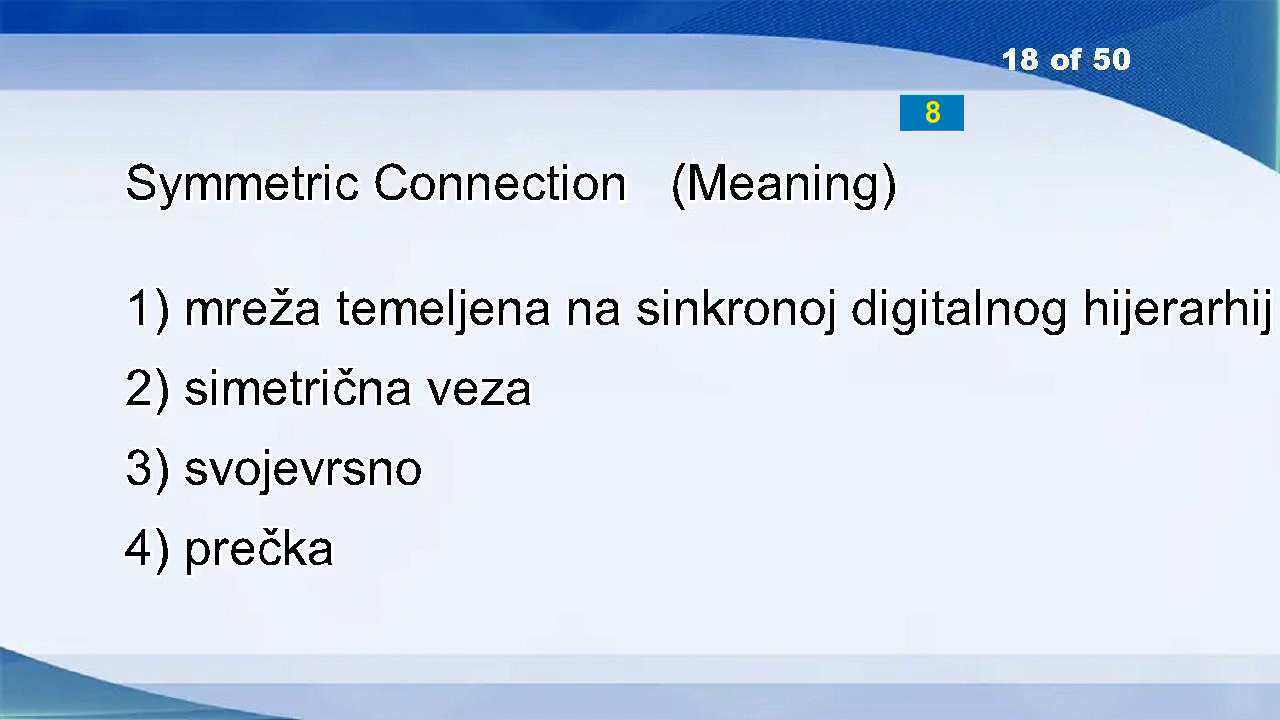 18 of 50
8
Symmetric Connection (Meaning)
1) mreža temeljena na sinkronoj digitalnog hijerarhij
2) simetrična veza
3) svojevrsno
4) prečka